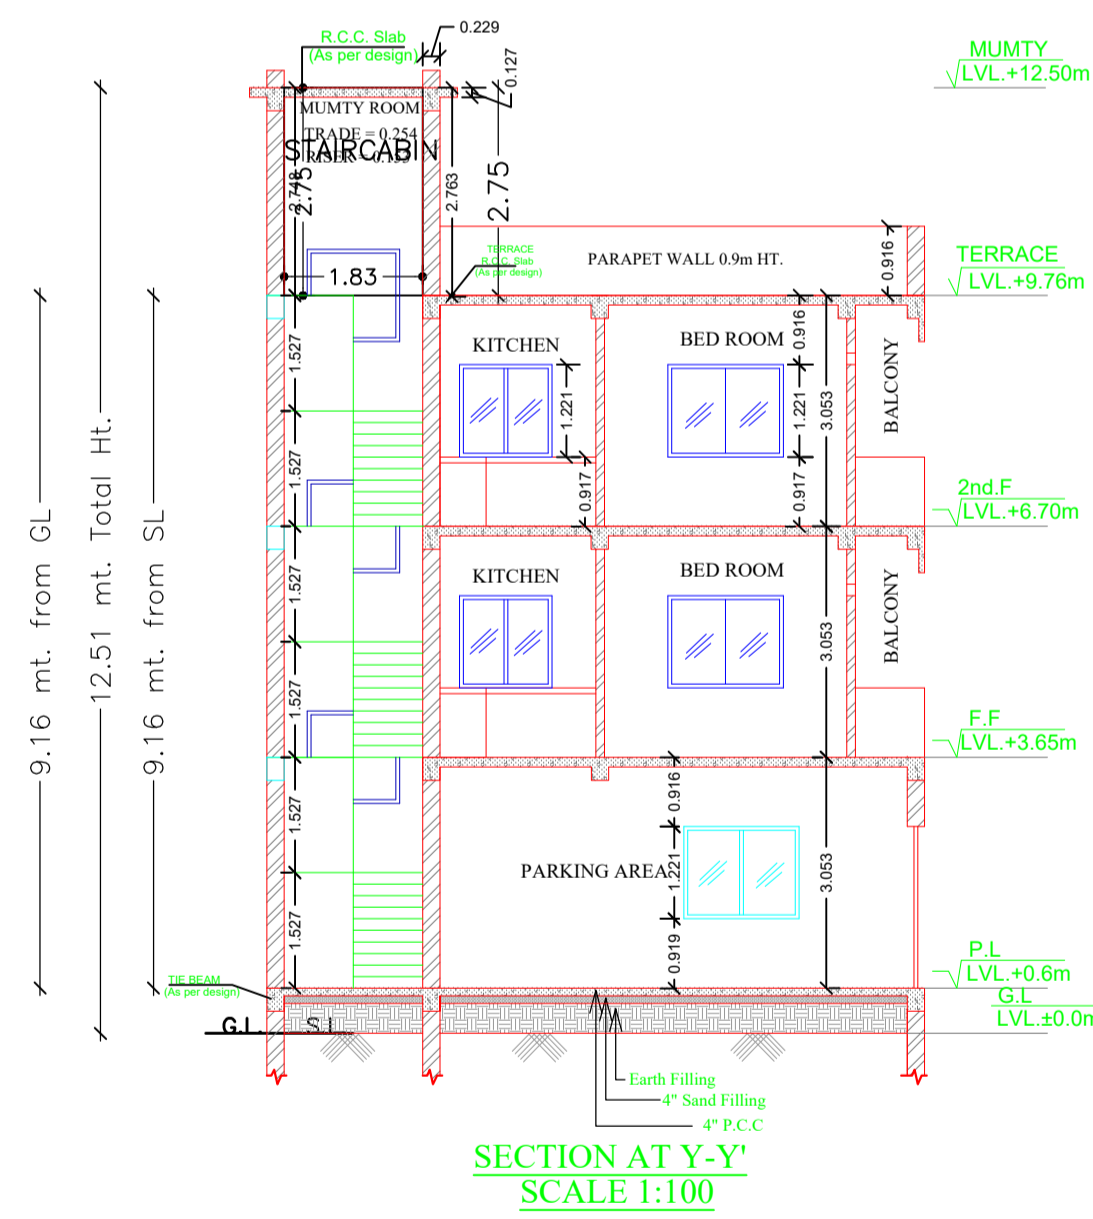 0.229
R.C.C. Slab
(As per design)
0.127
MUMTY
LVL.+12.50m
MUMTY ROOM
TRADE = 0.254
STAIRCABIN
2.75
2.763
2.75
1.83
TERRACE
R.C.C. Slab
(As per design)
PARAPET WALL 0.9m HT.
0.916
TERRACE
LVL.+9.76m
9.16 mt. from GL
12.51 mt. Total Ht.
9.16 mt. from SL
1.527
KITCHEN
1.221
0.917
BED ROOM
0.916
1.221
0.917
3.053
BALCONY
1.527
2nd.F
LVL.+6.70m
1.527
KITCHEN
BED ROOM
3.053
BALCONY
1.527
F.F
LVL.+3.65m
1.527
0.916
PARKING AREA
1.221
3.053
0.919
1.527
P.L
LVL.+0.6m
TIE BEAM
(As per design)
G.L
LVL.±0.0n
G.L.
Earth Filling
4" Sand Filling
4" P.C.C
SECTION AT Y-Y'
SCALE 1:100